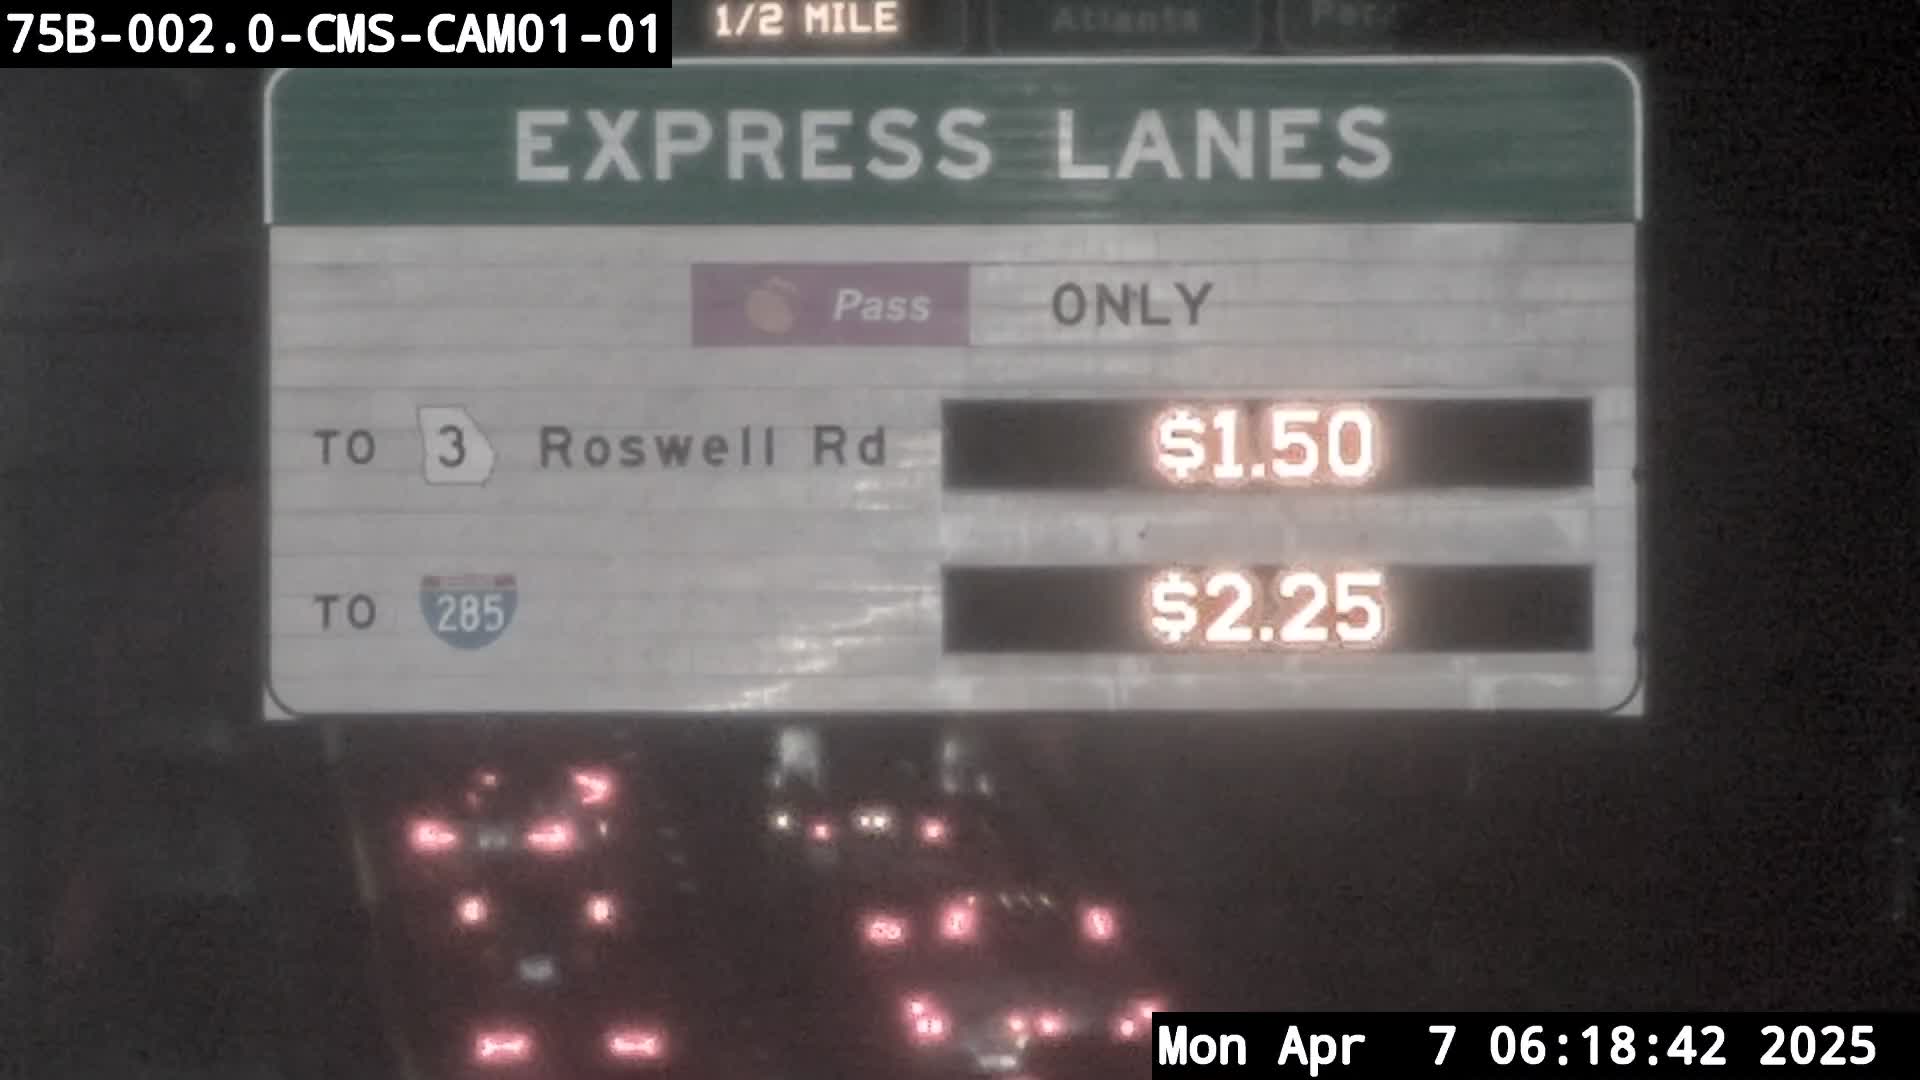 75B-002.0-CMS-CAM01-01
1/2 MILE
Atlanta
EXPRESS LANES
Pass ONLY
TO 3 Roswell Rd $1.50
TO 285 $2.25
Mon Apr 7 06:18:42 2025